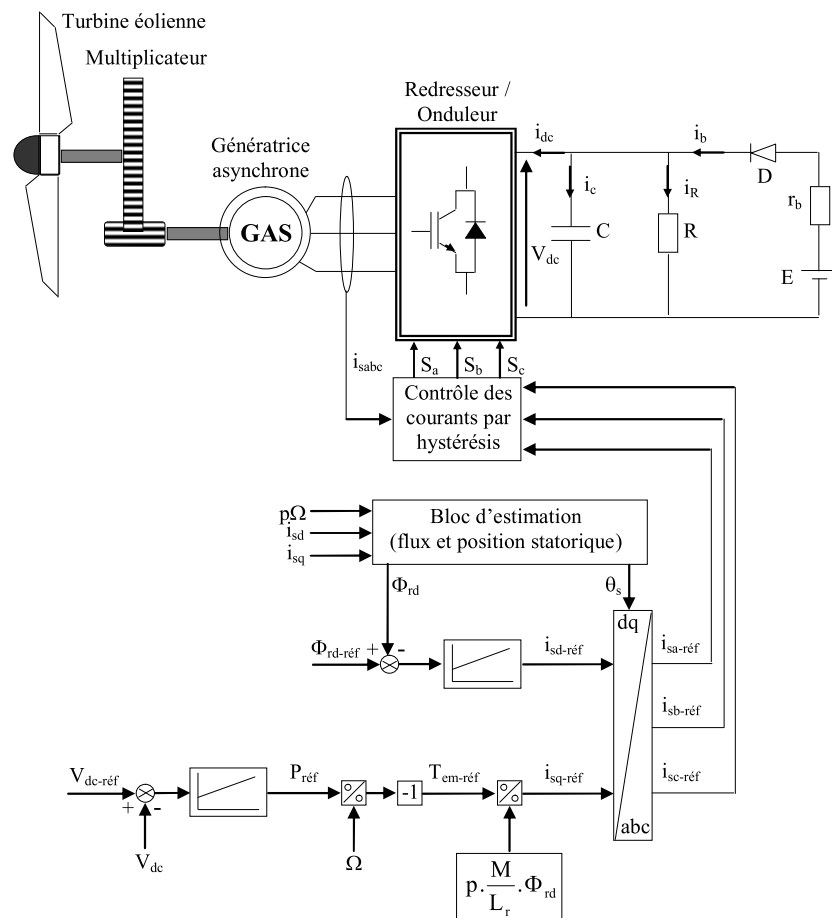 Turbine éolienne
Multiplicateur
Redresseur /
Onduleur
Génératrice
asynchrone
GAS
i_dc
i_b
D
i_c
i_R
r_b
C
R
V_dc
E
i_sabc
S_a
S_b
S_c
Contrôle des
courants par
hystérésis
pΩ
i_sd
i_sq
Bloc d’estimation
(flux et position statorique)
Φ_rd
θ_s
dq
Φ_rd-réf
+
-
i_sd-réf
i_sa-réf
i_sb-réf
V_dc-réf
+
-
P_réf
-1
T_em-réf
i_sq-réf
i_sc-réf
abc
V_dc
Ω
p . M/L_r . Φ_rd